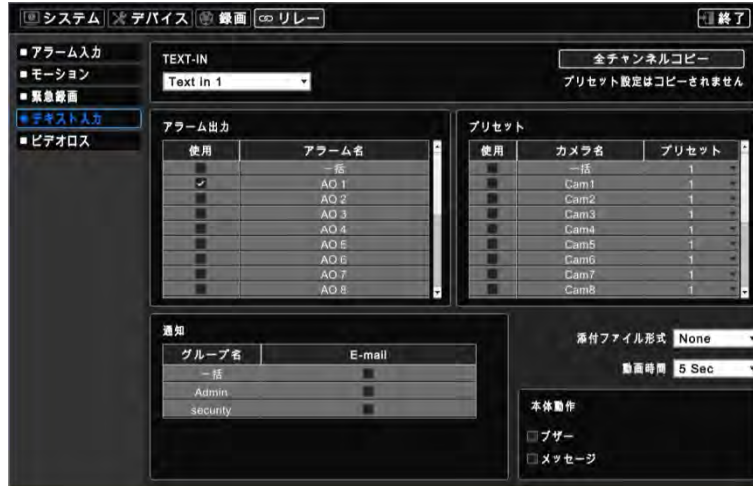 システム デバイス 録画 リレー 終了
アラーム入力
モーション
緊急録画
テキスト入力
ビデオロス
TEXT-IN
Text in 1
全チャンネルコピー
プリセット設定はコピーされません
アラーム出力
使用 アラーム名
一括
AO 1
AO 2
AO 3
AO 4
AO 5
AO 6
AO 7
AO 8
プリセット
使用 カメラ名 プリセット
一括 1
Cam1 1
Cam2 1
Cam3 1
Cam4 1
Cam5 1
Cam6 1
Cam7 1
Cam8 1
通知
グループ名 E-mail
一括
Admin
security
添付ファイル形式 None
動画時間 5 Sec
本体動作
ブザー
メッセージ